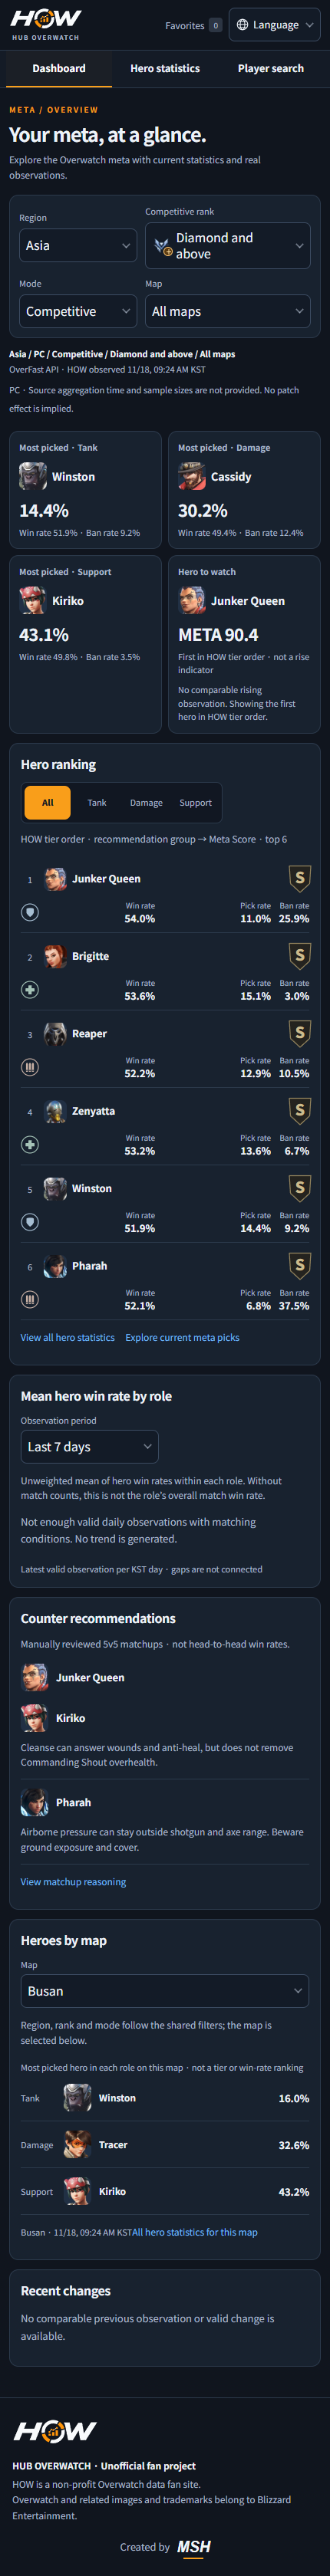 HOW
HUB OVERWATCH
Favorites 0
Language
Dashboard
Hero statistics
Player search
META / OVERVIEW
Your meta, at a glance.
Explore the Overwatch meta with current statistics and real
observations.
Region
Asia
Competitive rank
Diamond and
above
Mode
Competitive
Map
All maps
Asia / PC / Competitive / Diamond and above / All maps
OverFast API · HOW observed 11/18, 09:24 AM KST
PC · Source aggregation time and sample sizes are not provided. No patch
effect is implied.
Most picked · Tank
Winston
14.4%
Win rate 51.9% · Ban rate 9.2%
Most picked · Damage
Cassidy
30.2%
Win rate 49.4% · Ban rate 12.4%
Most picked · Support
Kiriko
43.1%
Win rate 49.8% · Ban rate 3.5%
Hero to watch
Junker Queen
META 90.4
First in HOW tier order · not a rise
indicator
No comparable rising
observation. Showing the first
hero in HOW tier order.
Hero ranking
All
Tank
Damage
Support
HOW tier order · recommendation group → Meta Score · top 6
1 Junker Queen S
Win rate Pick rate Ban rate
54.0% 11.0% 25.9%
2 Brigitte S
Win rate Pick rate Ban rate
53.6% 15.1% 3.0%
3 Reaper S
Win rate Pick rate Ban rate
52.2% 12.9% 10.5%
4 Zenyatta S
Win rate Pick rate Ban rate
53.2% 13.6% 6.7%
5 Winston S
Win rate Pick rate Ban rate
51.9% 14.4% 9.2%
6 Pharah S
Win rate Pick rate Ban rate
52.1% 6.8% 37.5%
View all hero statistics Explore current meta picks
Mean hero win rate by role
Observation period
Last 7 days
Unweighted mean of hero win rates within each role. Without
match counts, this is not the role's overall match win rate.
Not enough valid daily observations with matching
conditions. No trend is generated.
Latest valid observation per KST day · gaps are not connected
Counter recommendations
Manually reviewed 5v5 matchups · not head-to-head win rates.
Junker Queen
Kiriko
Cleanse can answer wounds and anti-heal, but does not remove
Commanding Shout overhealth.
Pharah
Airborne pressure can stay outside shotgun and axe range. Beware
ground exposure and cover.
View matchup reasoning
Heroes by map
Map
Busan
Region, rank and mode follow the shared filters; the map is
selected below.
Most picked hero in each role on this map · not a tier or win-rate ranking
Tank Winston 16.0%
Damage Tracer 32.6%
Support Kiriko 43.2%
Busan · 11/18, 09:24 AM KSTAll hero statistics for this map
Recent changes
No comparable previous observation or valid change is
available.
HOW
HUB OVERWATCH · Unofficial fan project
HOW is a non-profit Overwatch data fan site.
Overwatch and related images and trademarks belong to Blizzard
Entertainment.
Created by MSH